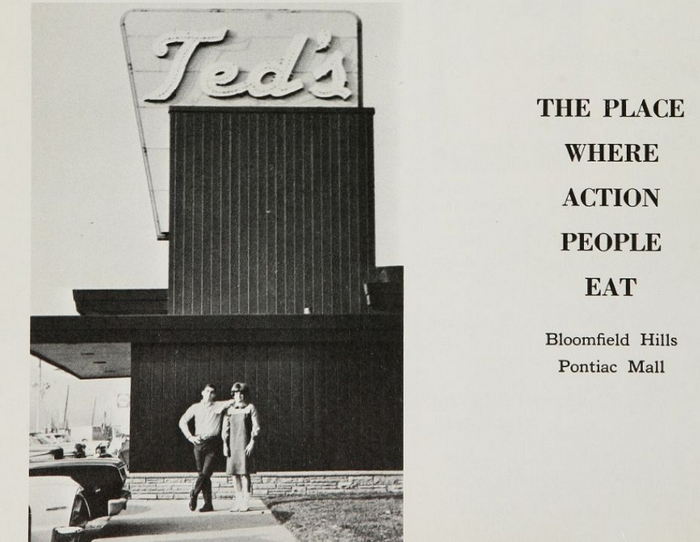 Ted's
THE PLACE
WHERE
ACTION
PEOPLE
EAT
Bloomfield Hills
Pontiac Mall